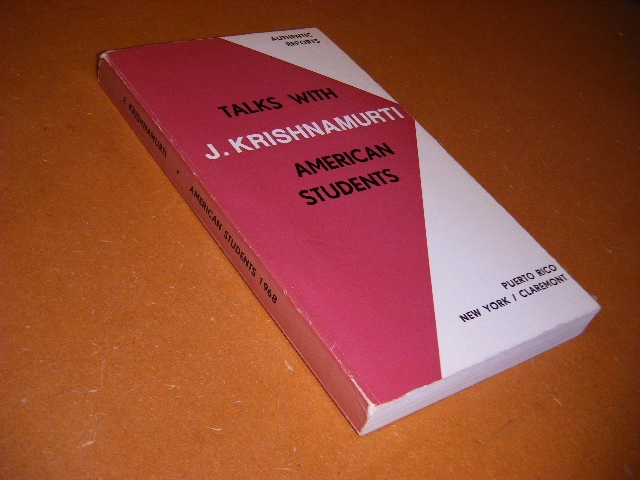 AUTHENTIC
REPORTS
TALKS WITH
J. KRISHNAMURTI
AMERICAN
STUDENTS
PUERTO RICO
NEW YORK / CLAREMONT
J. KRISHNAMURTI • AMERICAN STUDENTS 1968